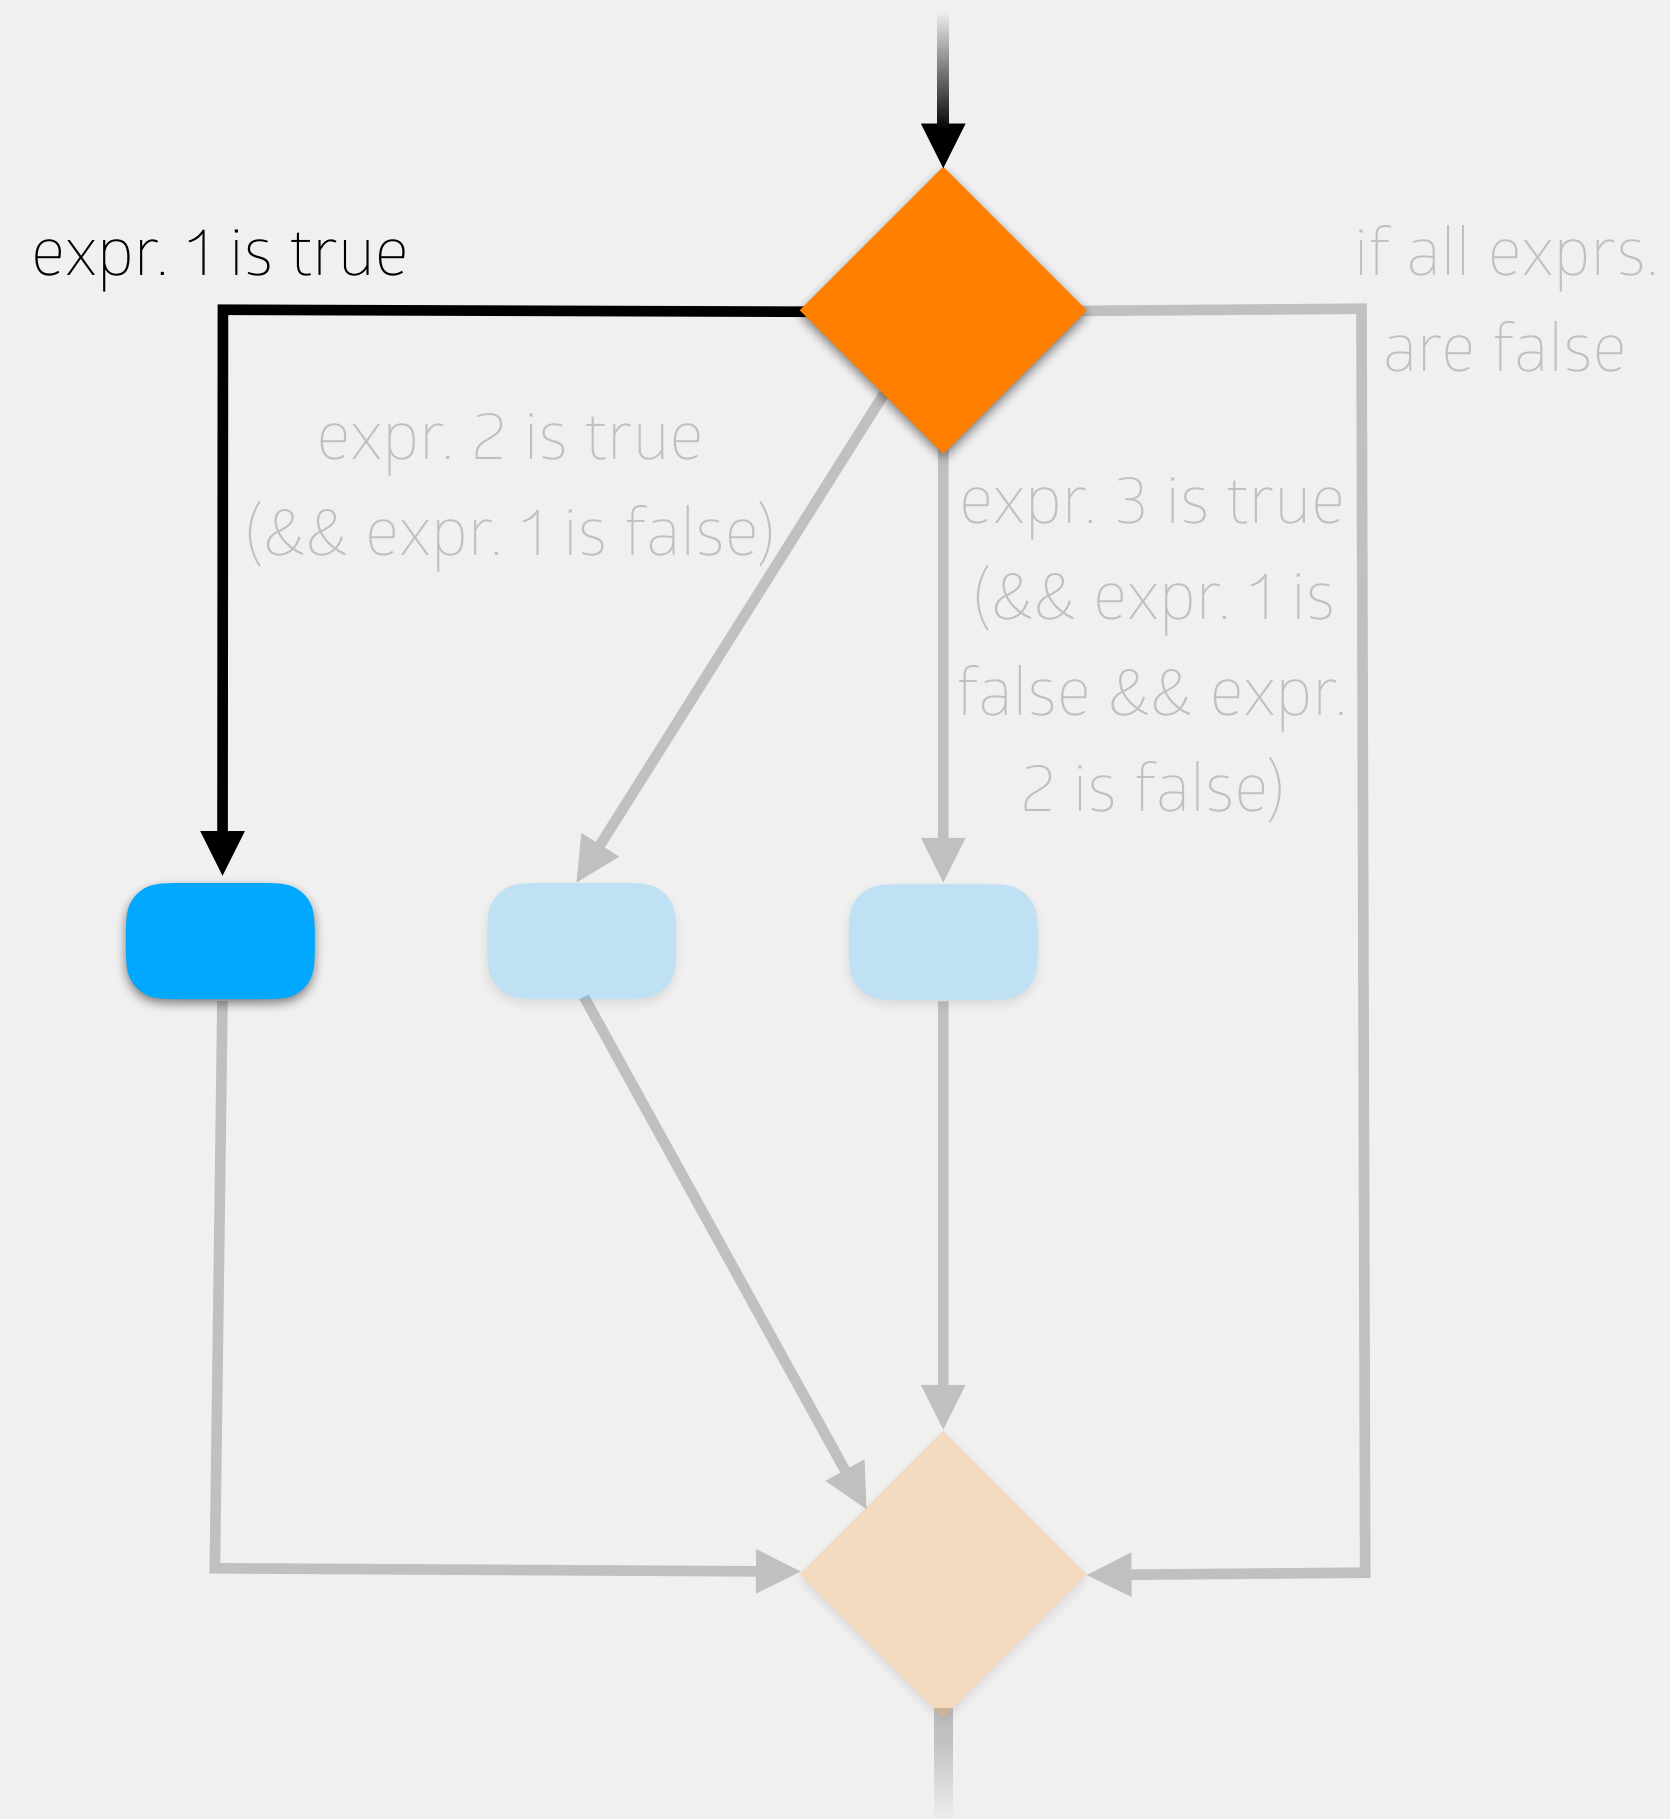 expr. 1 is true
if all exprs.
are false
expr. 2 is true
(&& expr. 1 is false)
expr. 3 is true
(&& expr. 1 is
false && expr.
2 is false)